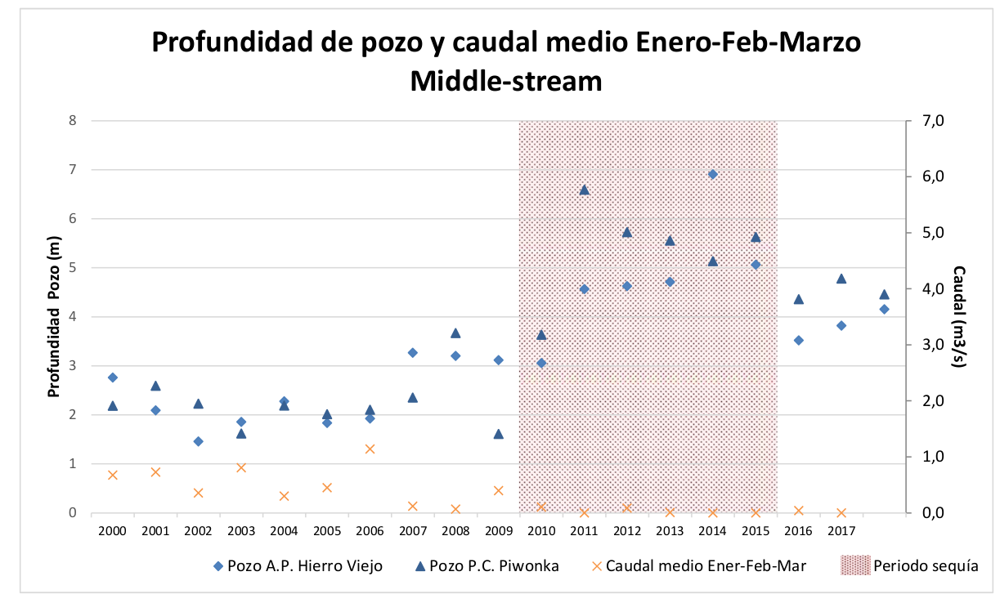 Profundidad de pozo y caudal medio Enero-Feb-Marzo
Middle-stream
Profundidad Pozo (m)
8
7
6
5
4
3
2
1
0
7,0
6,0
5,0
4,0
3,0
2,0
1,0
0,0
Caudal (m3/s)
2000 2001 2002 2003 2004 2005 2006 2007 2008 2009 2010 2011 2012 2013 2014 2015 2016 2017
Pozo A.P. Hierro Viejo Pozo P.C. Piwonka Caudal medio Ener-Feb-Mar Periodo sequía